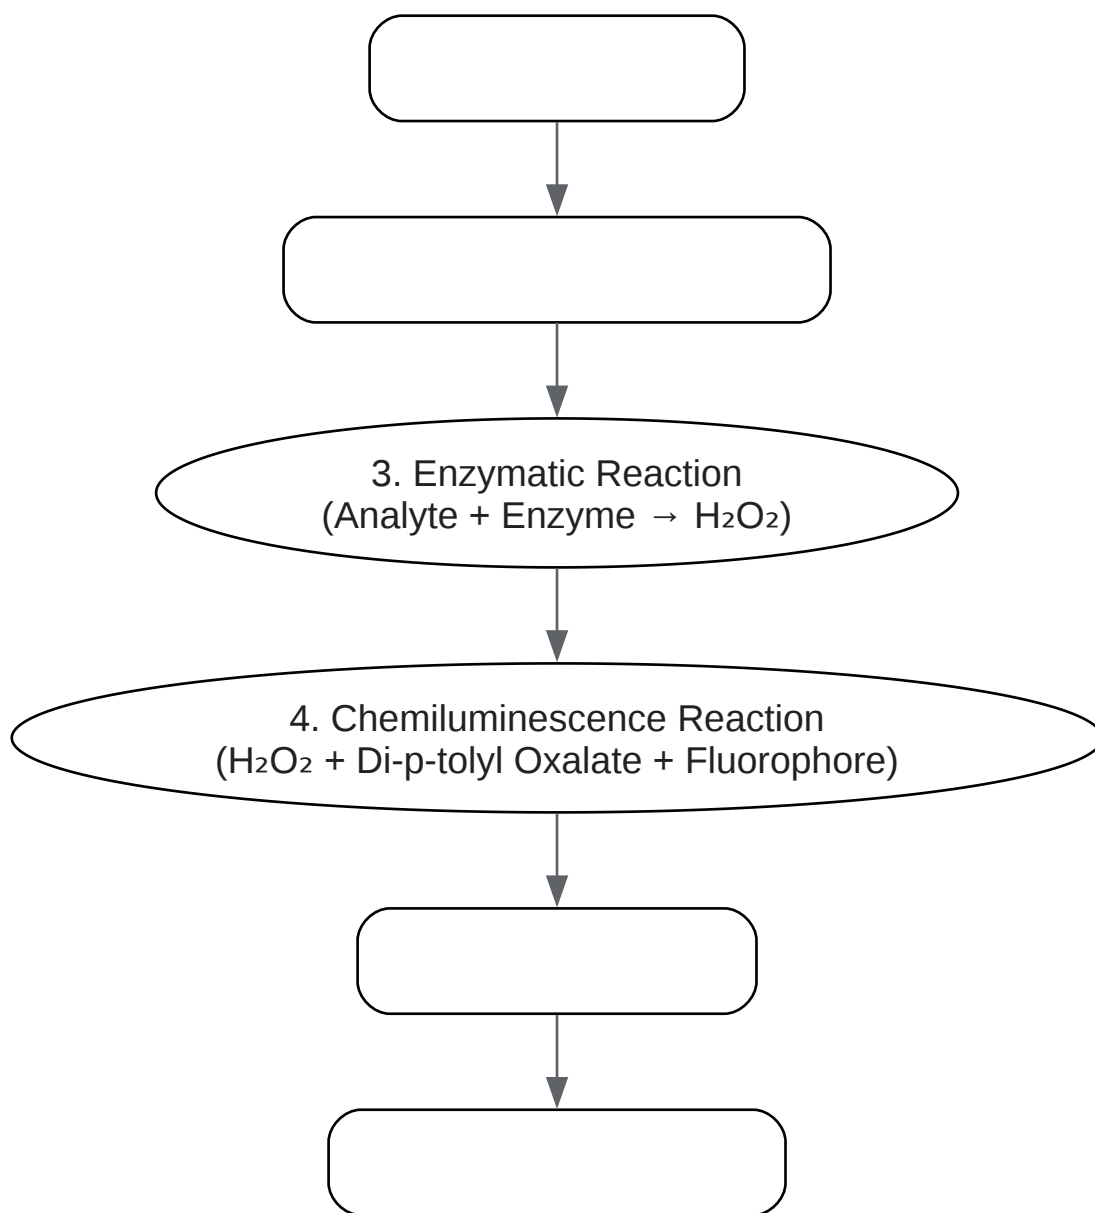 3. Enzymatic Reaction
(Analyte + Enzyme → H₂O₂)
4. Chemiluminescence Reaction
(H₂O₂ + Di-p-tolyl Oxalate + Fluorophore)